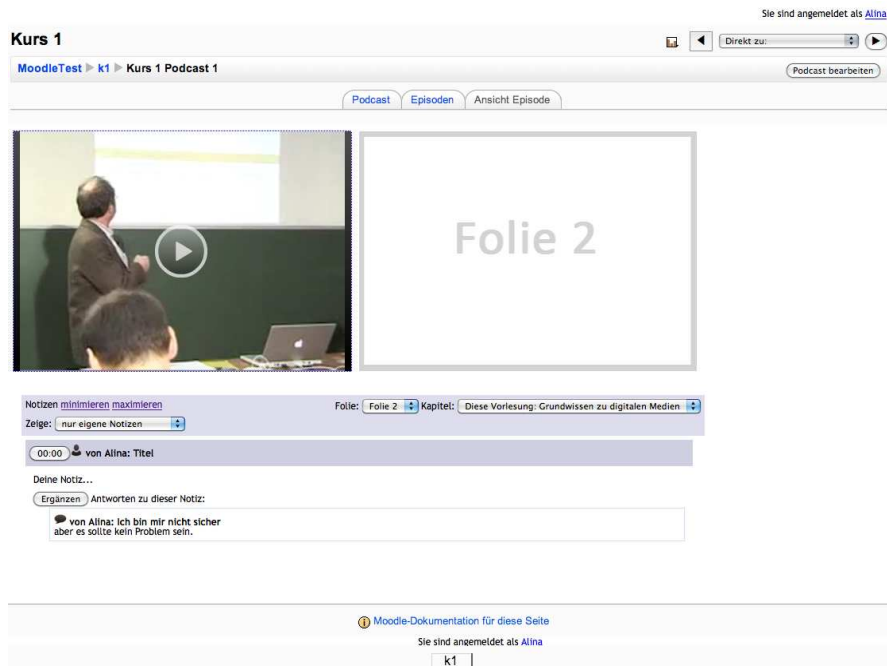 Sie sind angemeldet als Alina
Kurs 1
Direkt zu:
MoodleTest k1 Kurs 1 Podcast 1
Podcast bearbeiten
Podcast Episoden Ansicht Episode
Folie 2
Notizen minimieren maximieren
Folie: Folie 2 Kapitel: Diese Vorlesung: Grundwissen zu digitalen Medien
Zeige: nur eigene Notizen
00:00 von Alina: Titel
Deine Notiz...
Ergänzen Antworten zu dieser Notiz:
von Alina: Ich bin mir nicht sicher
aber es sollte kein Problem sein.
Moodle-Dokumentation für diese Seite
Sie sind angemeldet als Alina
k1